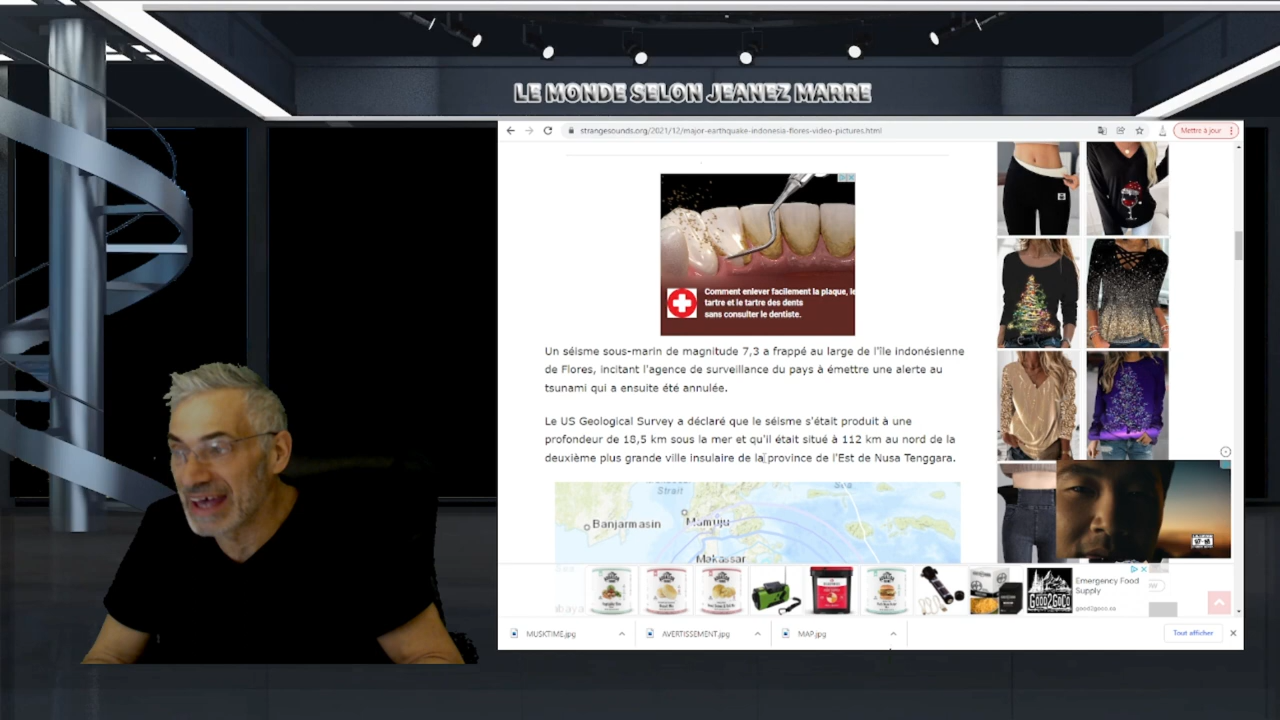 LE MONDE SELON JEANEZ MARRE
strangesounds.org/2021/12/major-earthquake-indonesia-flores-video-pictures.html
Mettre à jour
Comment enlever facilement la plaque, le
tartre et le tartre des dents
sans consulter le dentiste.
Un séisme sous-marin de magnitude 7,3 a frappé au large de l'île indonésienne
de Flores, incitant l'agence de surveillance du pays à émettre une alerte au
tsunami qui a ensuite été annulée.
Le US Geological Survey a déclaré que le séisme s'était produit à une
profondeur de 18,5 km sous la mer et qu'il était situé à 112 km au nord de la
deuxième plus grande ville insulaire de la province de l'Est de Nusa Tenggara.
Strait
Sea
Banjarmasin
Mamuju
Makassar
abaya
GOOD2GOCO
Emergency Food
Supply
good2goco.ca
MUSKTIME.jpg
AVERTISSEMENT.jpg
MAP.jpg
Tout afficher